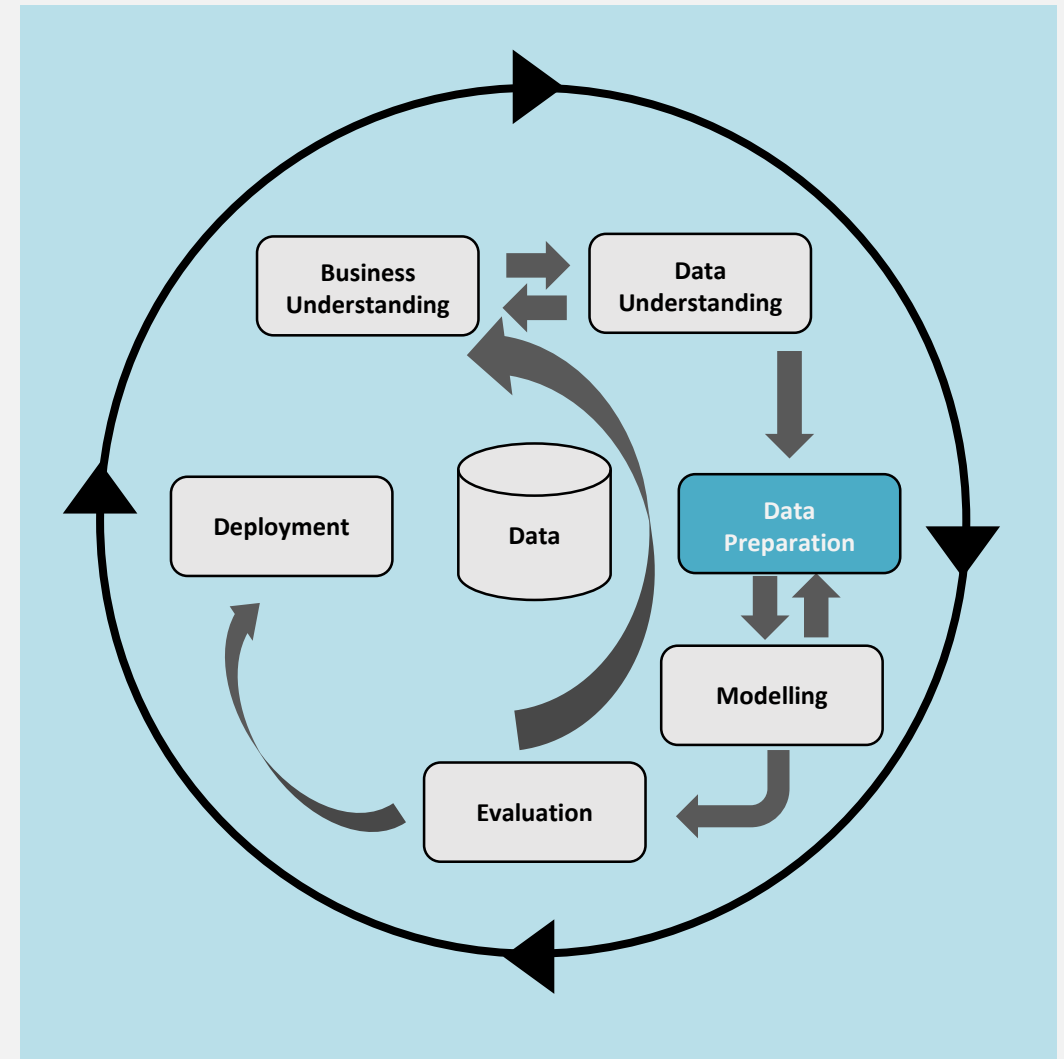 Business
Understanding
Data
Understanding
Deployment
Data
Data
Preparation
Modelling
Evaluation